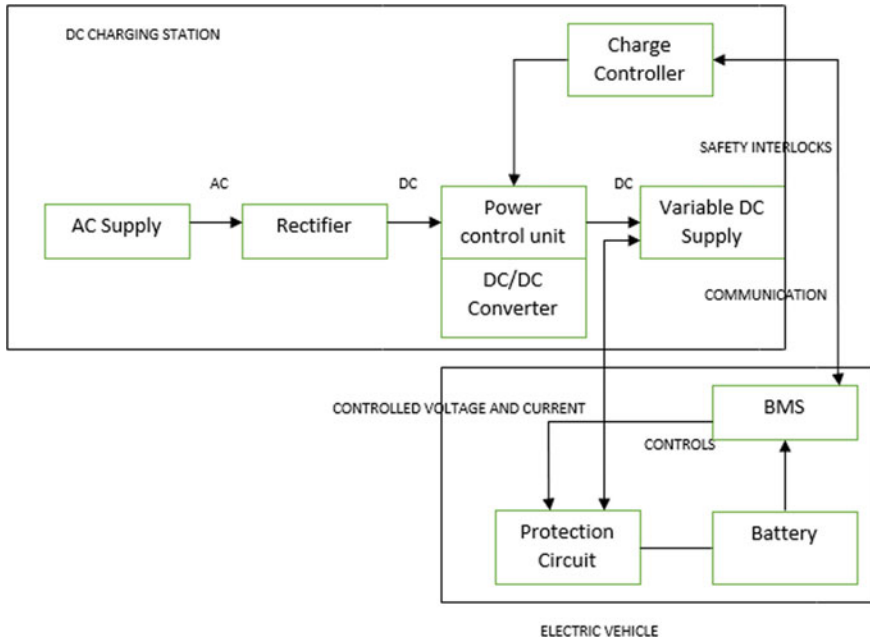 DC CHARGING STATION
Charge
Controller
SAFETY INTERLOCKS
AC
DC
DC
AC Supply
Rectifier
Power
control unit
Variable DC
Supply
DC/DC
Converter
COMMUNICATION
CONTROLLED VOLTAGE AND CURRENT
BMS
CONTROLS
Protection
Circuit
Battery
ELECTRIC VEHICLE